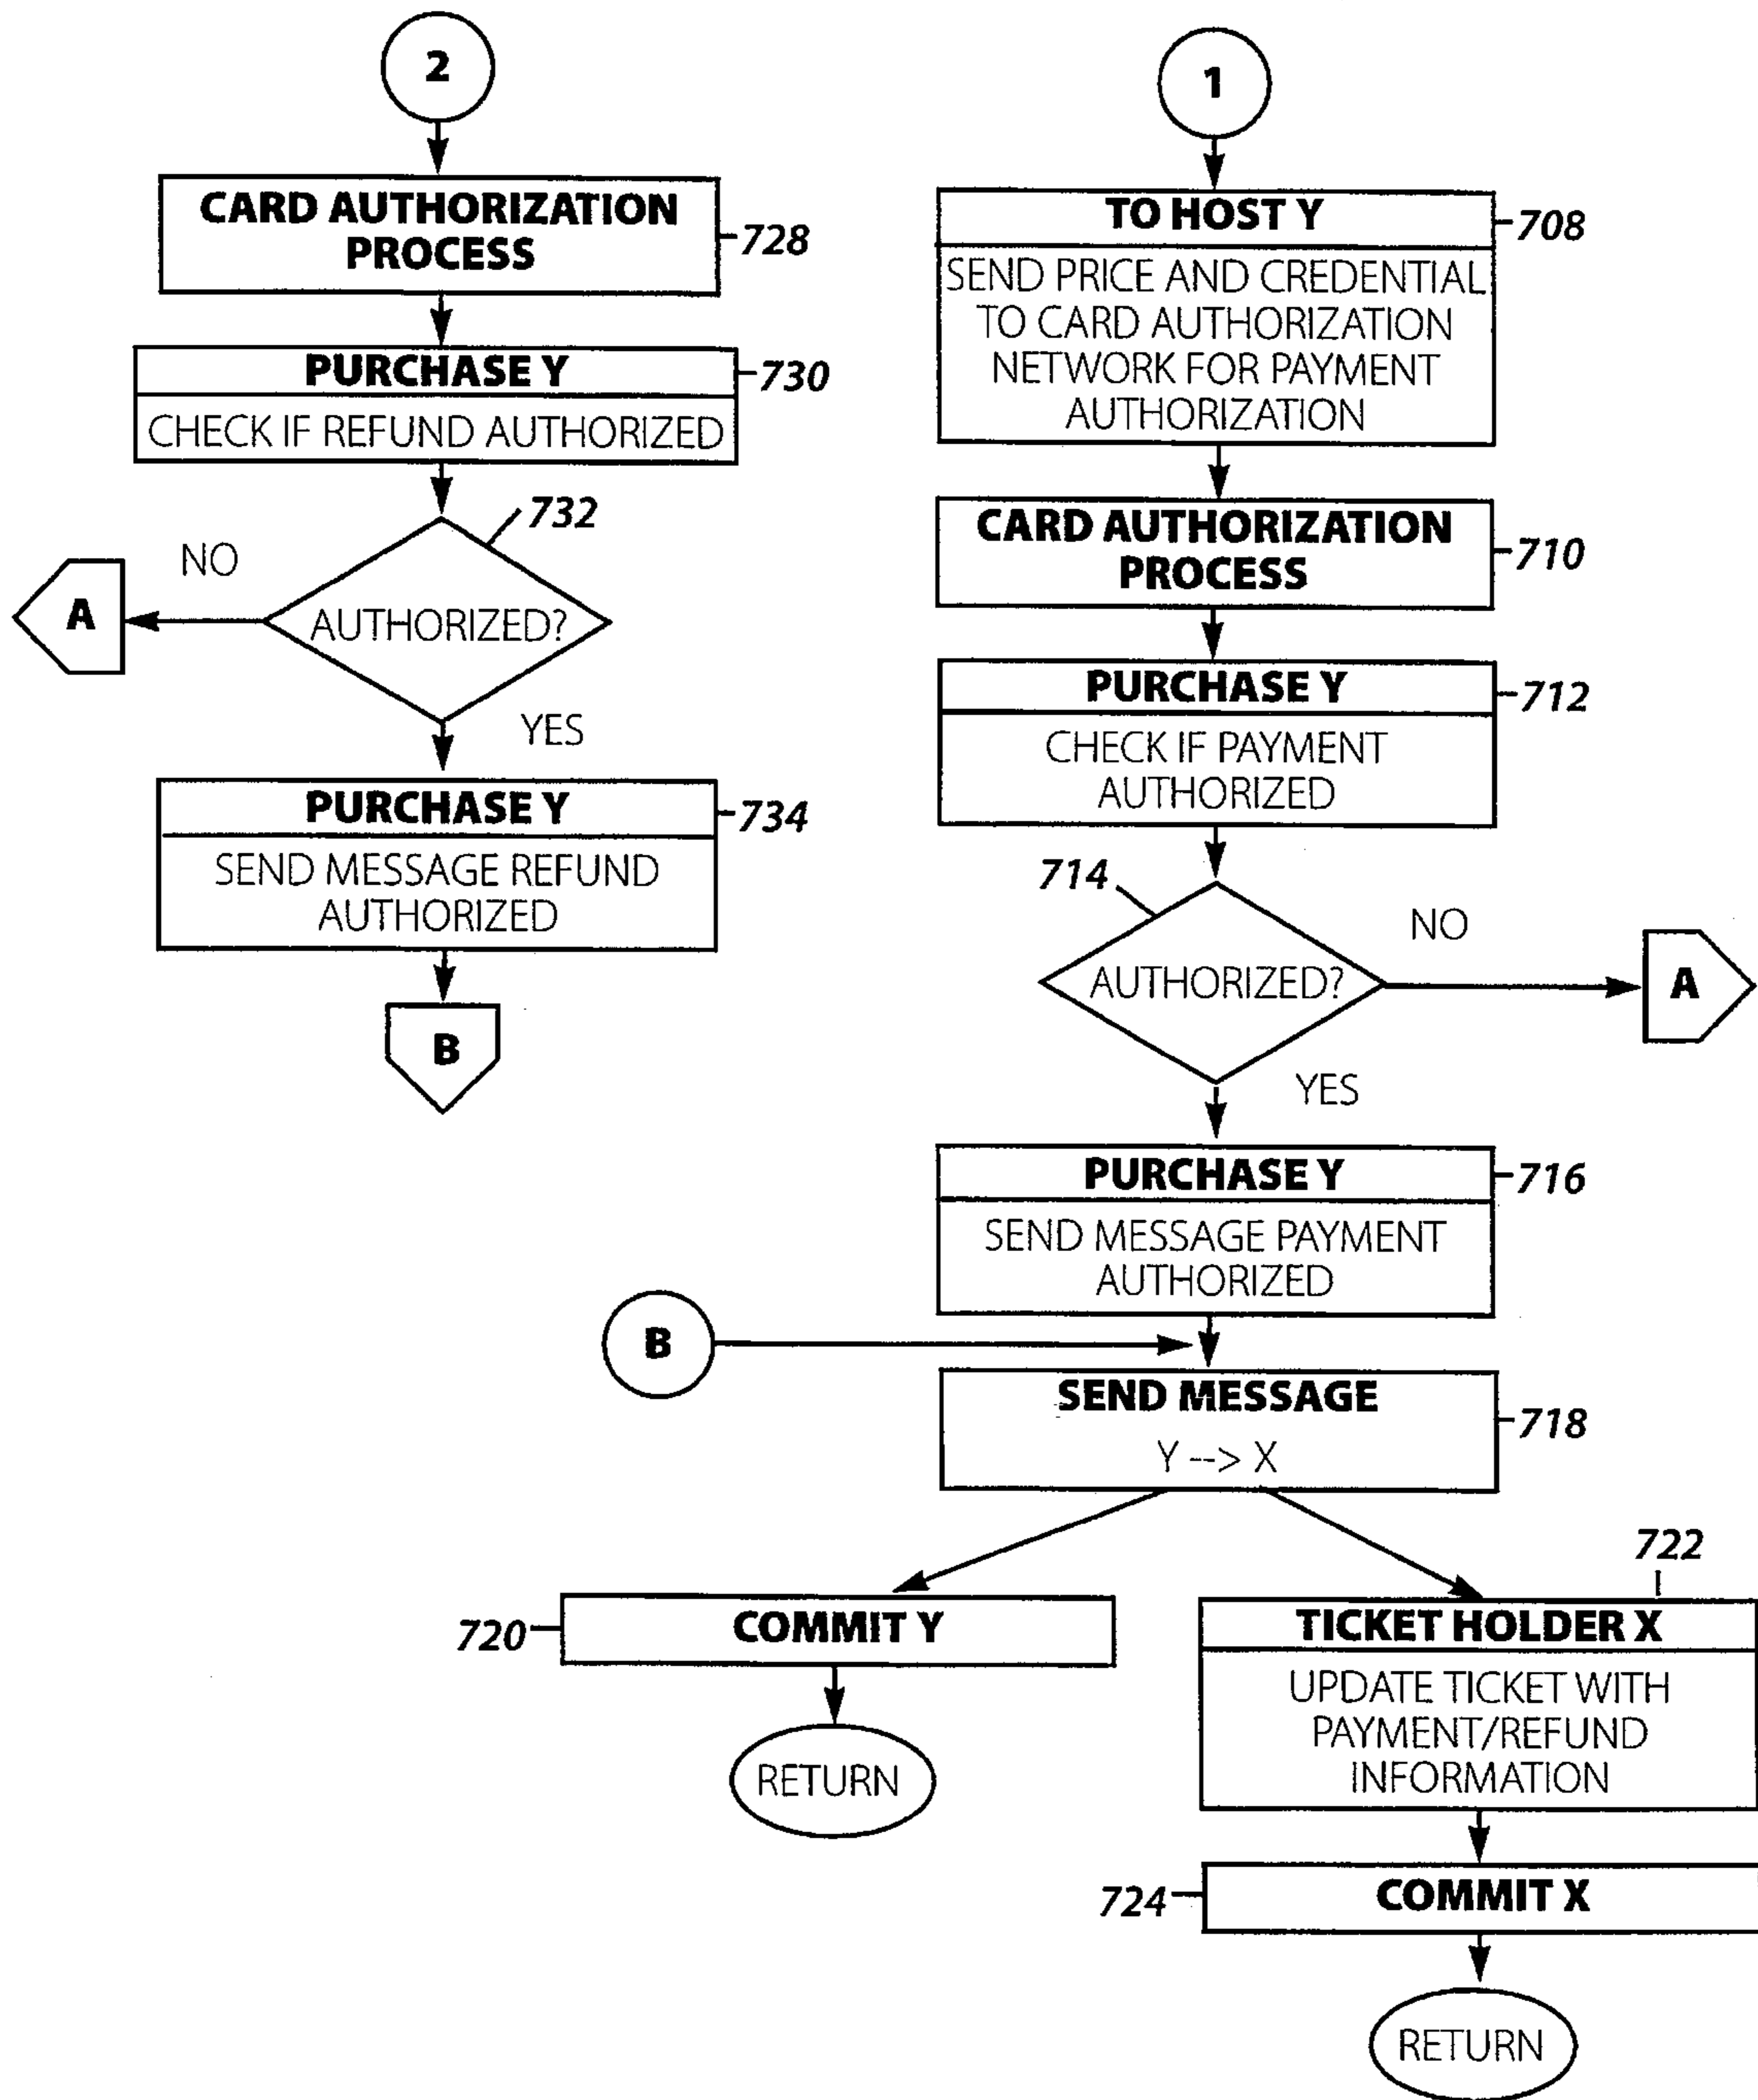 2
CARD AUTHORIZATION
PROCESS
728
PURCHASE Y
730
CHECK IF REFUND AUTHORIZED
732
NO
A
AUTHORIZED?
YES
PURCHASE Y
734
SEND MESSAGE REFUND
AUTHORIZED
B
1
TO HOST Y
708
SEND PRICE AND CREDENTIAL
TO CARD AUTHORIZATION
NETWORK FOR PAYMENT
AUTHORIZATION
CARD AUTHORIZATION
PROCESS
710
PURCHASE Y
712
CHECK IF PAYMENT
AUTHORIZED
714
NO
AUTHORIZED?
A
YES
PURCHASE Y
716
SEND MESSAGE PAYMENT
AUTHORIZED
B
SEND MESSAGE
718
Y --> X
720
COMMIT Y
RETURN
722
TICKET HOLDER X
UPDATE TICKET WITH
PAYMENT/REFUND
INFORMATION
724
COMMIT X
RETURN